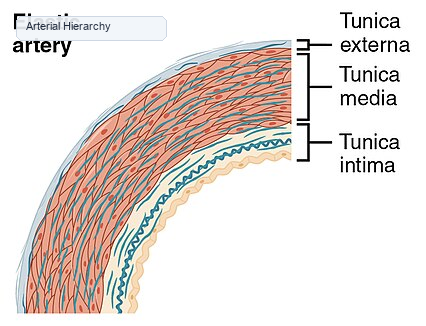 Arterial Hierarchy
artery
Tunica
externa
Tunica
media
Tunica
intima